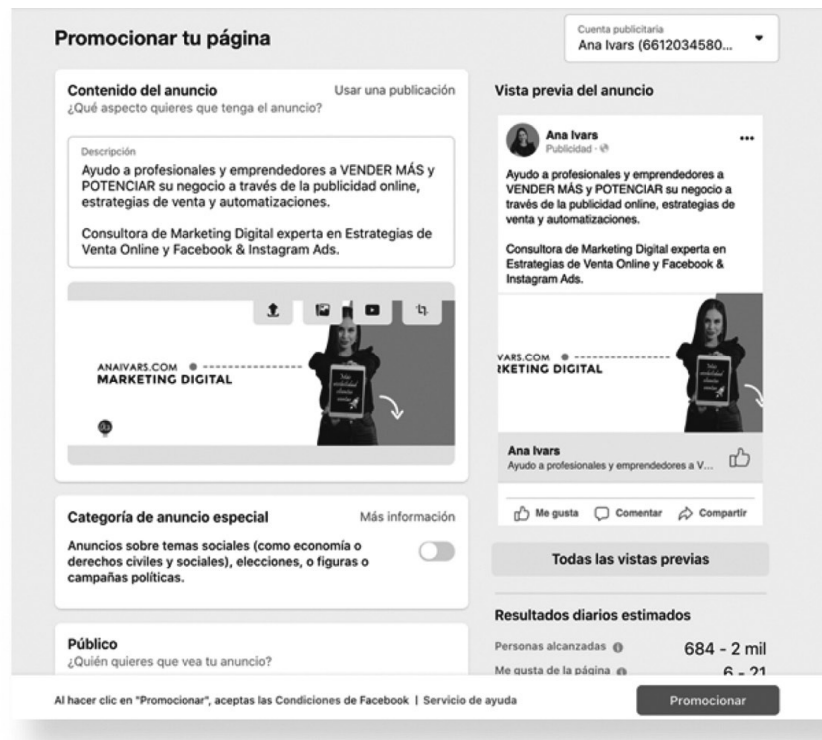 Promocionar tu página
Cuenta publicitaria
Ana Ivars (6612034580...
Contenido del anuncio
Usar una publicación
¿Qué aspecto quieres que tenga el anuncio?
Descripción
Ayudo a profesionales y emprendedores a VENDER MÁS y
POTENCIAR su negocio a través de la publicidad online,
estrategias de venta y automatizaciones.
Consultora de Marketing Digital experta en Estrategias de
Venta Online y Facebook & Instagram Ads.
ANAIVARS.COM
MARKETING DIGITAL
Categoría de anuncio especial
Más información
Anuncios sobre temas sociales (como economía o
derechos civiles y sociales), elecciones, o figuras o
campañas políticas.
Público
¿Quién quieres que vea tu anuncio?
Vista previa del anuncio
Ana Ivars
Publicidad ·
Ayudo a profesionales y emprendedores a
VENDER MÁS y POTENCIAR su negocio a
través de la publicidad online, estrategias de
venta y automatizaciones.
Consultora de Marketing Digital experta en
Estrategias de Venta Online y Facebook &
Instagram Ads.
VARS.COM
RKETING DIGITAL
Ana Ivars
Ayudo a profesionales y emprendedores a V...
Me gusta
Comentar
Compartir
Todas las vistas previas
Resultados diarios estimados
Personas alcanzadas
684 - 2 mil
Me gusta de la página
6 - 21
Al hacer clic en "Promocionar", aceptas las Condiciones de Facebook | Servicio de ayuda
Promocionar